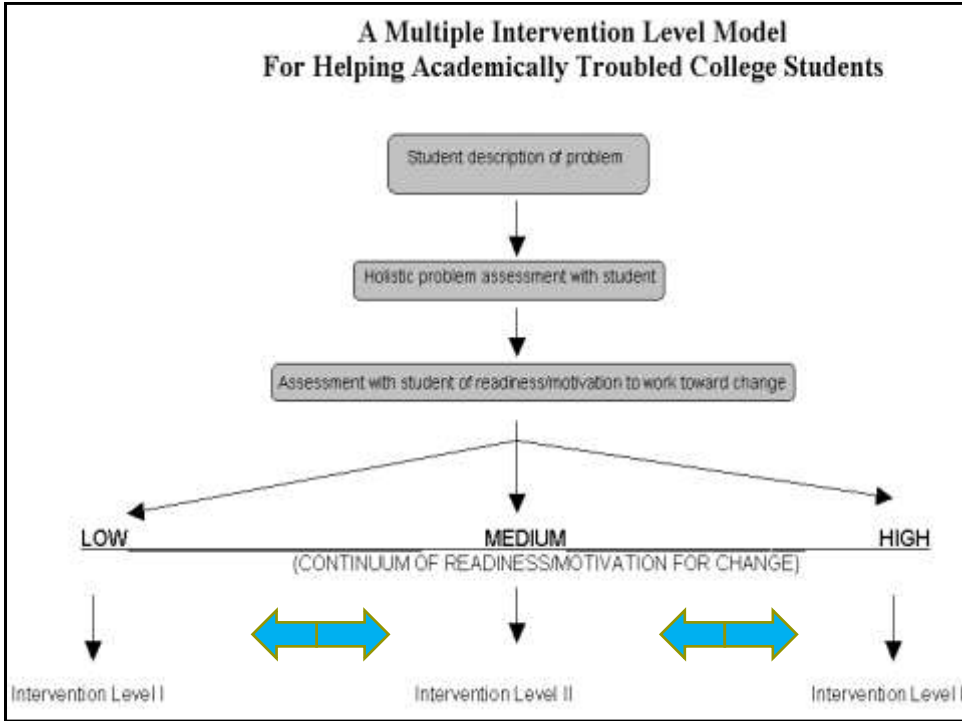 A Multiple Intervention Level Model
For Helping Academically Troubled College Students
Student description of problem
Holistic problem assessment with student
Assessment with student of readiness/motivation to work toward change
LOW MEDIUM HIGH
(CONTINUUM OF READINESS/MOTIVATION FOR CHANGE)
Intervention Level I Intervention Level II Intervention Level I